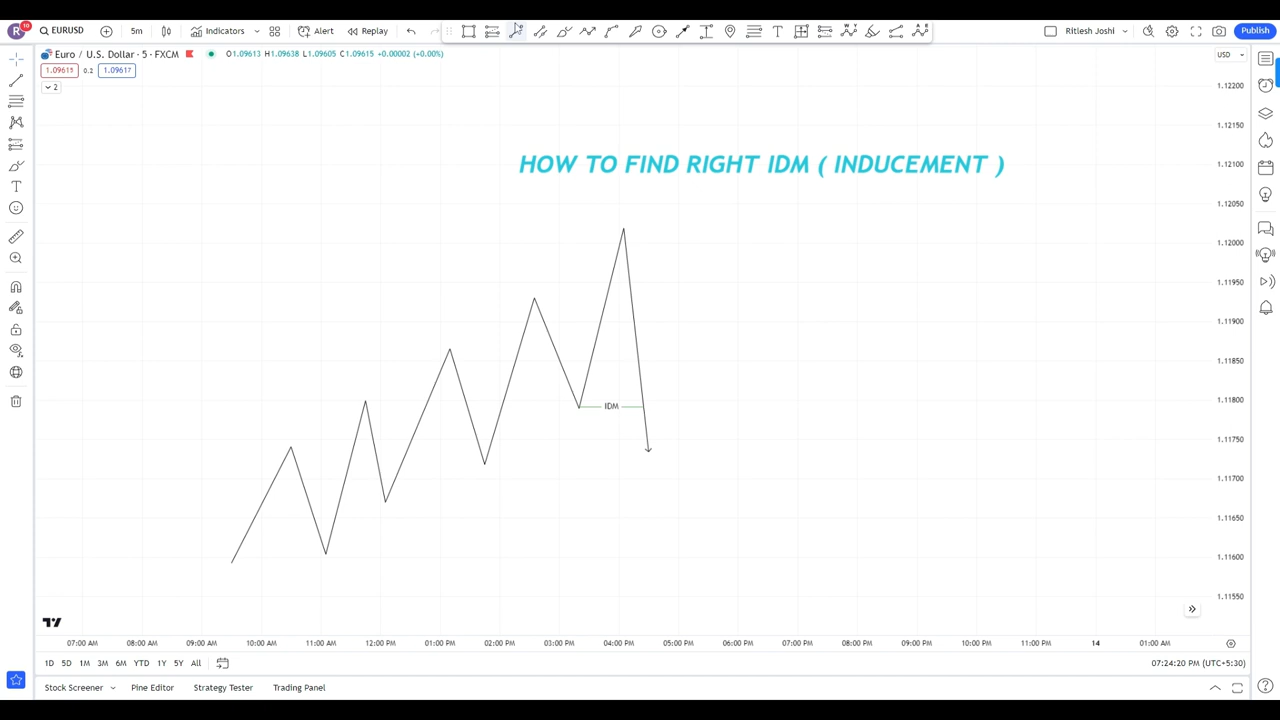 R 10 EURUSD 5m Indicators Alert Replay Ritlesh Joshi Publish
Euro / U.S. Dollar · 5 · FXCM O1.09613 H1.09638 L1.09605 C1.09615 +0.00002 (+0.00%) USD
1.09615 0.2 1.09617
2
1.12200
1.12150
HOW TO FIND RIGHT IDM ( INDUCEMENT )
1.12100
1.12050
1.12000
1.11950
1.11900
1.11850
1.11800
IDM
1.11750
1.11700
1.11650
1.11600
1.11550
07:00 AM 08:00 AM 09:00 AM 10:00 AM 11:00 AM 12:00 PM 01:00 PM 02:00 PM 03:00 PM 04:00 PM 05:00 PM 06:00 PM 07:00 PM 08:00 PM 09:00 PM 10:00 PM 11:00 PM 14 01:00 AM
1D 5D 1M 3M 6M YTD 1Y 5Y All 07:24:20 PM (UTC+5:30)
Stock Screener Pine Editor Strategy Tester Trading Panel